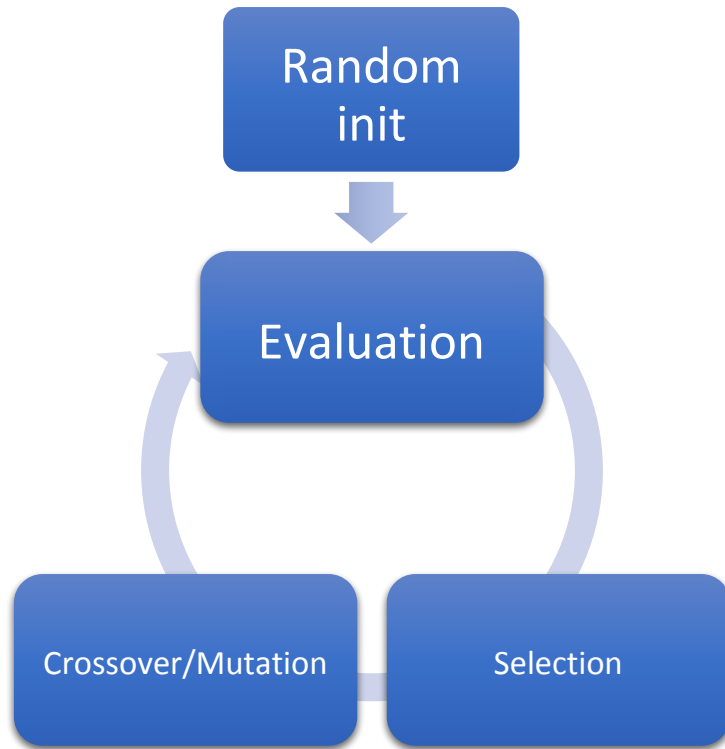 Random
init
Evaluation
Crossover/Mutation
Selection